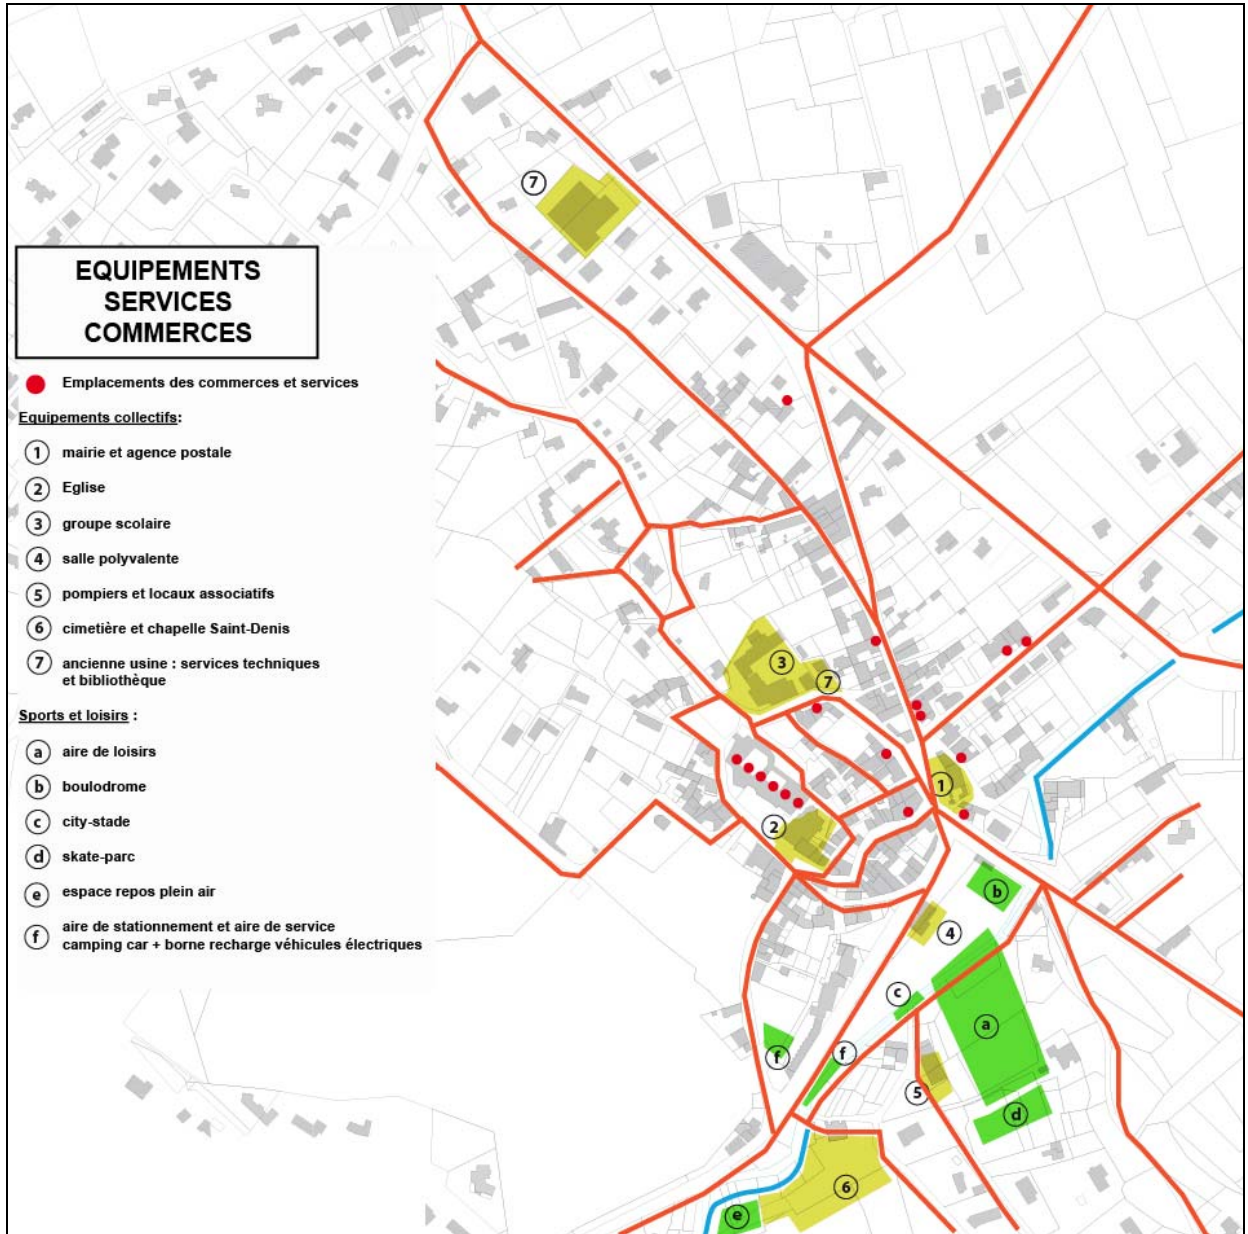 EQUIPEMENTS
SERVICES
COMMERCES
Emplacements des commerces et services
Equipements collectifs:
1 mairie et agence postale
2 Eglise
3 groupe scolaire
4 salle polyvalente
5 pompiers et locaux associatifs
6 cimetière et chapelle Saint-Denis
7 ancienne usine : services techniques
et bibliothèque
Sports et loisirs :
a aire de loisirs
b boulodrome
c city-stade
d skate-parc
e espace repos plein air
f aire de stationnement et aire de service
camping car + borne recharge véhicules électriques
7
3
7
1
2
b
4
c
a
f
f
5
d
6
e